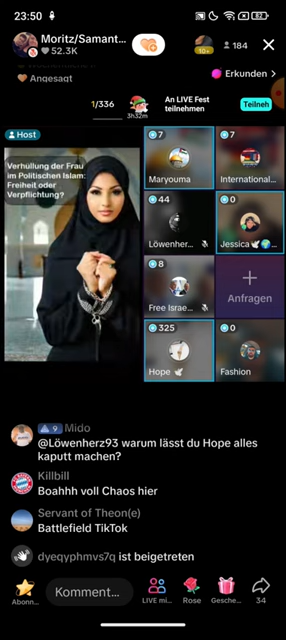 23:50
82
Moritz/Samant...
52.3K
10+
184
Angesagt
Erkunden >
1/336
3h32m
An LIVE Fest
teilnehmen
Teilneh
Host
Verhüllung der Frau
im Politischen Islam:
Freiheit oder
Verpflichtung?
7
Maryouma
7
International...
44
Löwenher...
0
Jessica
8
Free Israe...
+
Anfragen
325
Hope
0
Fashion
9 Mido
@Löwenherz93 warum lässt du Hope alles
kaputt machen?
Killbill
Boahhh voll Chaos hier
Servant of Theon(e)
Battlefield TikTok
dyeqyphmvs7q ist beigetreten
Abonn...
Komment...
LIVE mi...
Rose
Gesche...
34